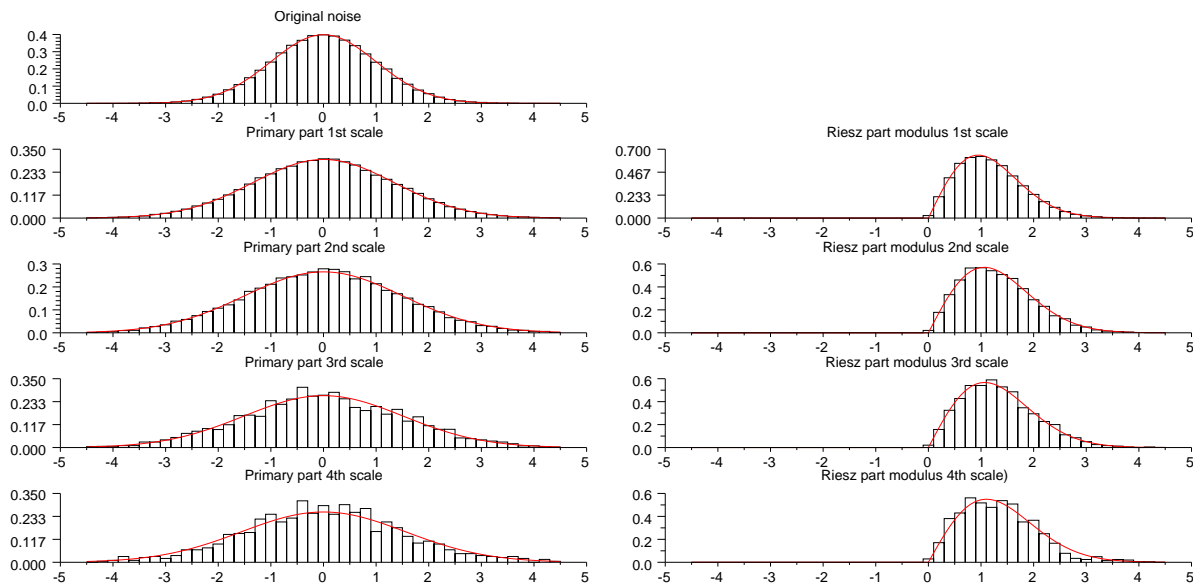 Original noise
0.4
0.3
0.2
0.1
0.0
-5 -4 -3 -2 -1 0 1 2 3 4 5
Primary part 1st scale
0.350
0.233
0.117
0.000
-5 -4 -3 -2 -1 0 1 2 3 4 5
Riesz part modulus 1st scale
0.700
0.467
0.233
0.000
-5 -4 -3 -2 -1 0 1 2 3 4 5
Primary part 2nd scale
0.3
0.2
0.1
0.0
-5 -4 -3 -2 -1 0 1 2 3 4 5
Riesz part modulus 2nd scale
0.6
0.4
0.2
0.0
-5 -4 -3 -2 -1 0 1 2 3 4 5
Primary part 3rd scale
0.350
0.233
0.117
0.000
-5 -4 -3 -2 -1 0 1 2 3 4 5
Riesz part modulus 3rd scale
0.6
0.4
0.2
0.0
-5 -4 -3 -2 -1 0 1 2 3 4 5
Primary part 4th scale
0.350
0.233
0.117
0.000
-5 -4 -3 -2 -1 0 1 2 3 4 5
Riesz part modulus 4th scale)
0.6
0.4
0.2
0.0
-5 -4 -3 -2 -1 0 1 2 3 4 5